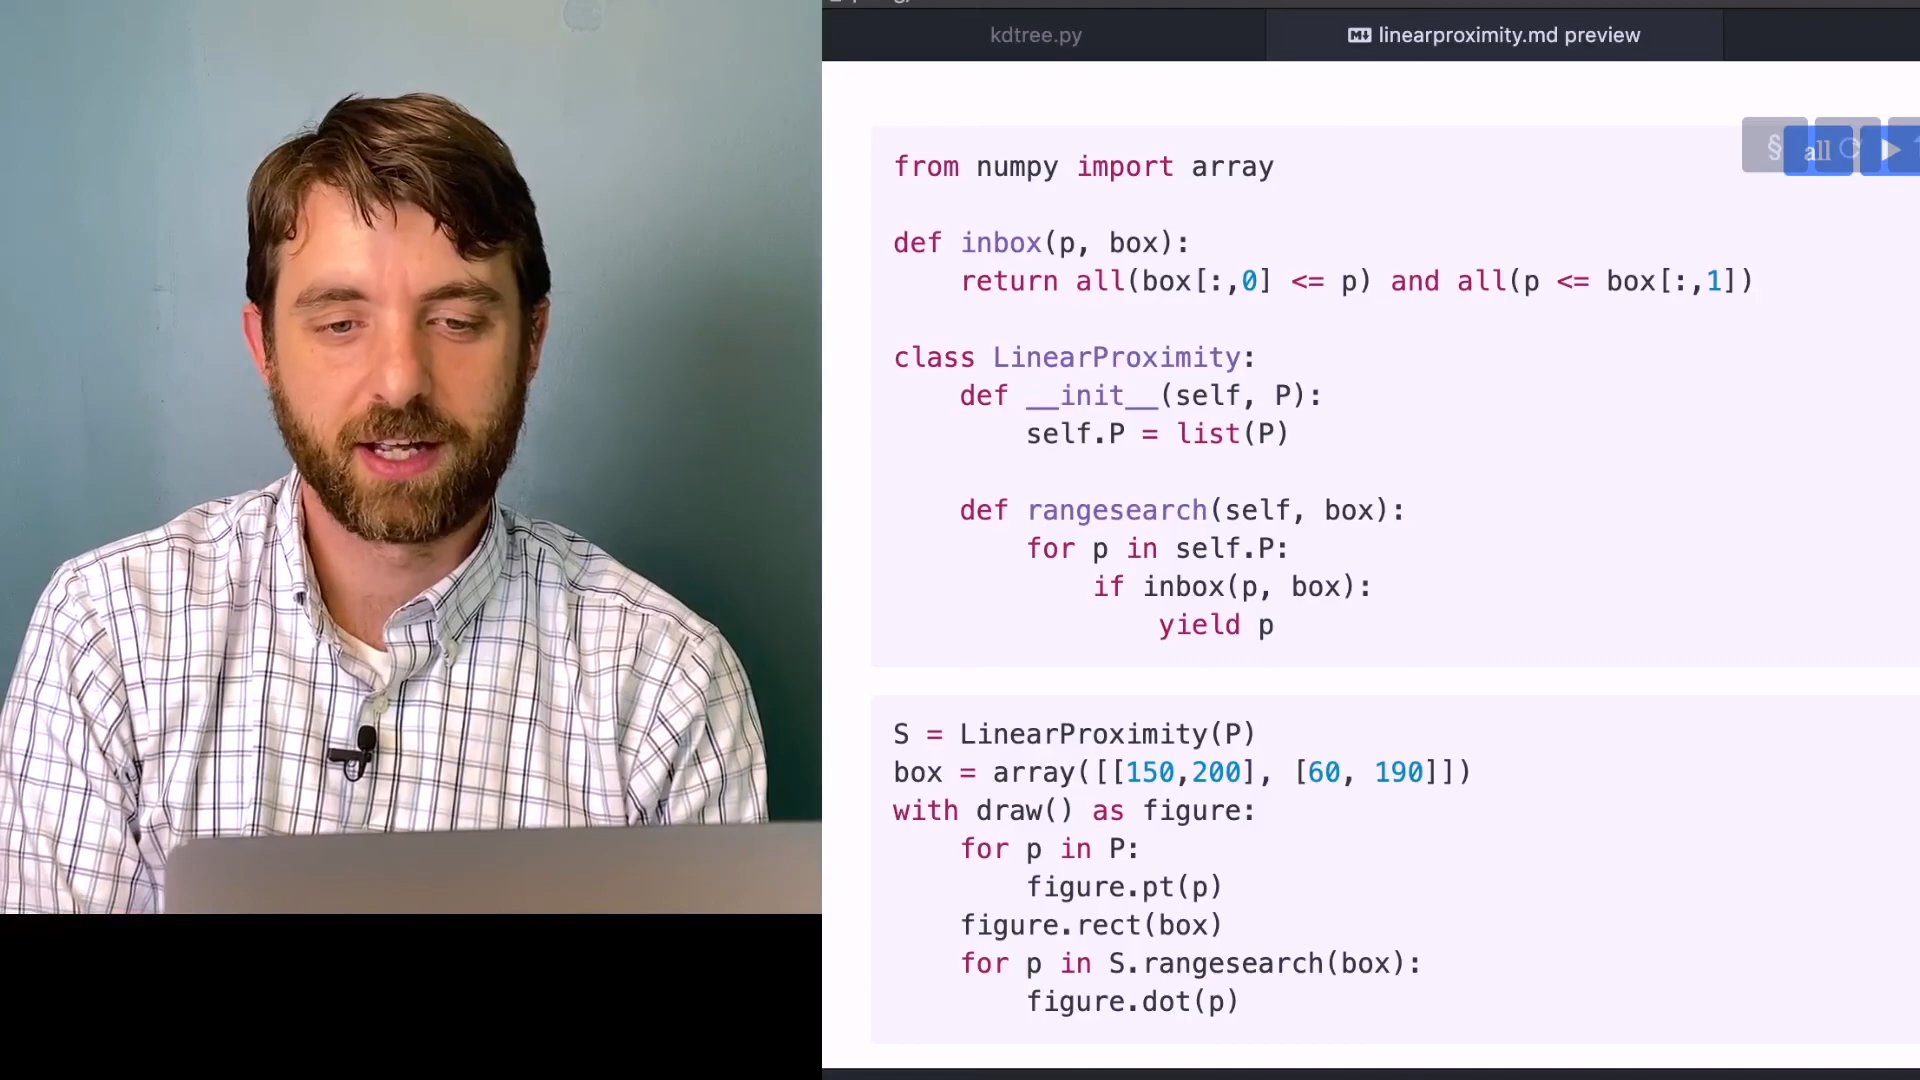 kdtree.py
linearproximity.md preview
§ all
from numpy import array
def inbox(p, box):
    return all(box[:,0] <= p) and all(p <= box[:,1])
class LinearProximity:
    def __init__(self, P):
        self.P = list(P)
    def rangesearch(self, box):
        for p in self.P:
            if inbox(p, box):
                yield p
S = LinearProximity(P)
box = array([[150,200], [60, 190]])
with draw() as figure:
    for p in P:
        figure.pt(p)
    figure.rect(box)
    for p in S.rangesearch(box):
        figure.dot(p)